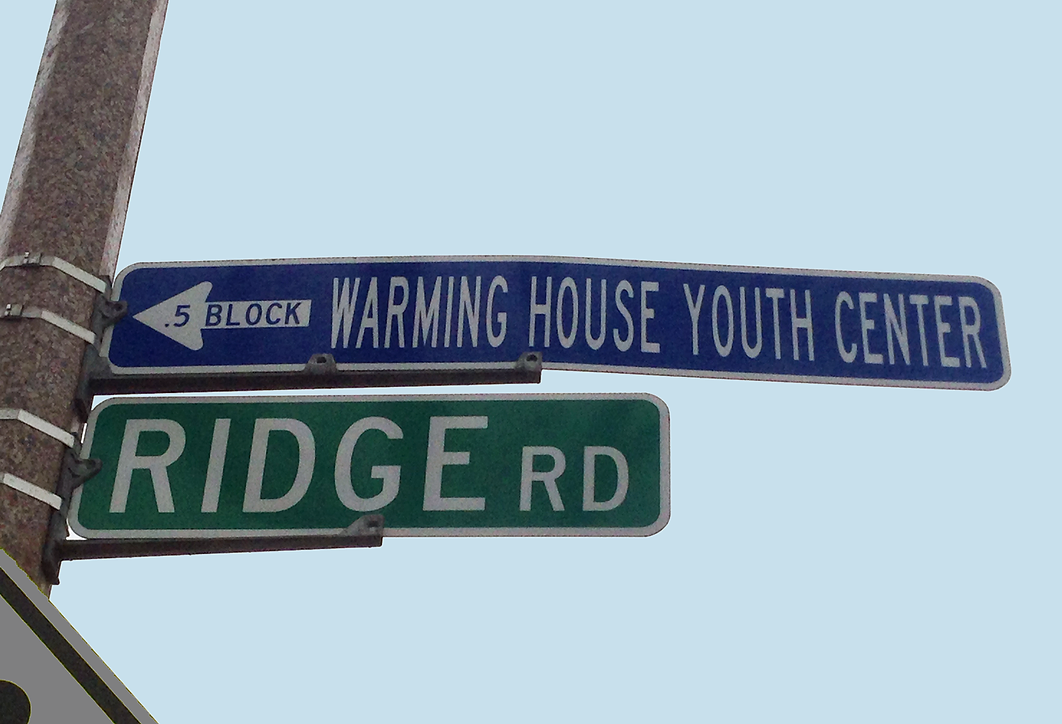 .5 BLOCK WARMING HOUSE YOUTH CENTER
RIDGE RD